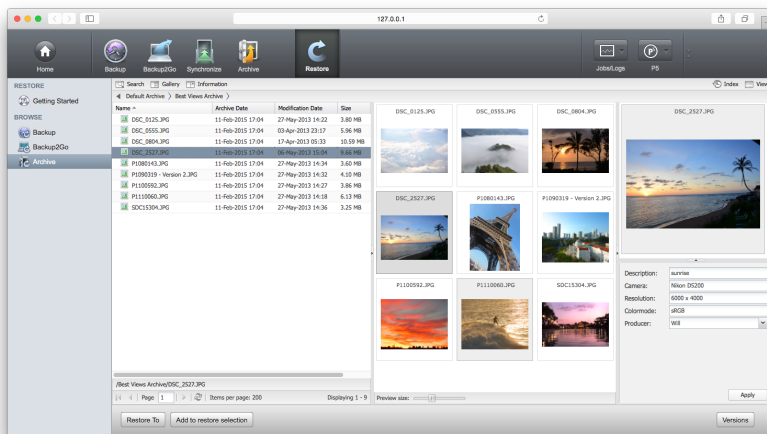 127.0.0.1
Home
Backup
Backup2Go
Synchronize
Archive
Restore
Jobs/Logs
P5
RESTORE
Getting Started
BROWSE
Backup
Backup2Go
Archive
Search Gallery Information
Index View
Default Archive Best Views Archive
Name Archive Date Modification Date Size
DSC_0125.JPG 11-Feb-2015 17:04 27-May-2013 14:22 3.80 MB
DSC_0555.JPG 11-Feb-2015 17:04 03-Apr-2013 23:17 5.96 MB
DSC_0804.JPG 11-Feb-2015 17:04 17-Apr-2013 05:33 10.59 MB
DSC_2527.JPG 11-Feb-2015 17:04 06-May-2013 15:04 9.66 MB
P1080143.JPG 11-Feb-2015 17:04 27-May-2013 14:34 3.60 MB
P1090319 - Version 2.JPG 11-Feb-2015 17:04 27-May-2013 14:32 4.10 MB
P1100592.JPG 11-Feb-2015 17:04 27-May-2013 14:27 3.86 MB
P1110060.JPG 11-Feb-2015 17:04 27-May-2013 14:18 6.13 MB
SDC15304.JPG 11-Feb-2015 17:04 27-May-2013 14:36 3.25 MB
DSC_0125.JPG DSC_0555.JPG DSC_0804.JPG
DSC_2527.JPG P1080143.JPG P1090319 - Version 2.JPG
P1100592.JPG P1110060.JPG SDC15304.JPG
DSC_2527.JPG
Description: sunrise
Camera: Nikon D5200
Resolution: 6000 x 4000
Colormode: sRGB
Producer: Will
Apply
/Best Views Archive/DSC_2527.JPG
Page 1 Items per page: 200 Displaying 1 - 9
Preview size:
Restore To Add to restore selection Versions